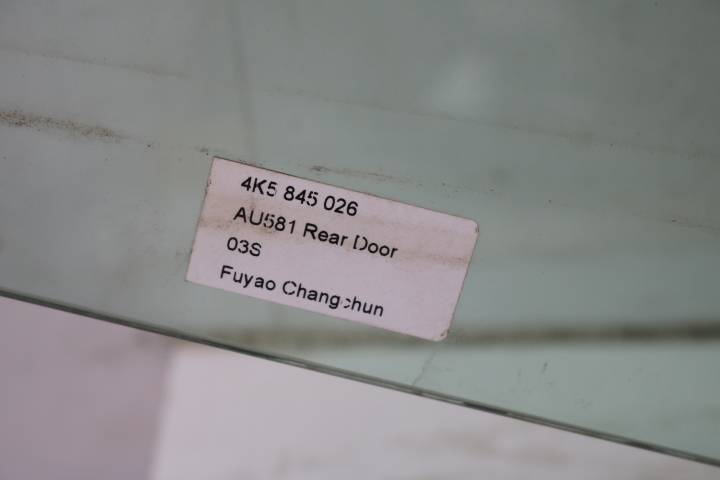 4K5 845 026
AU581 Rear Door
03S
Fuyao Changchun